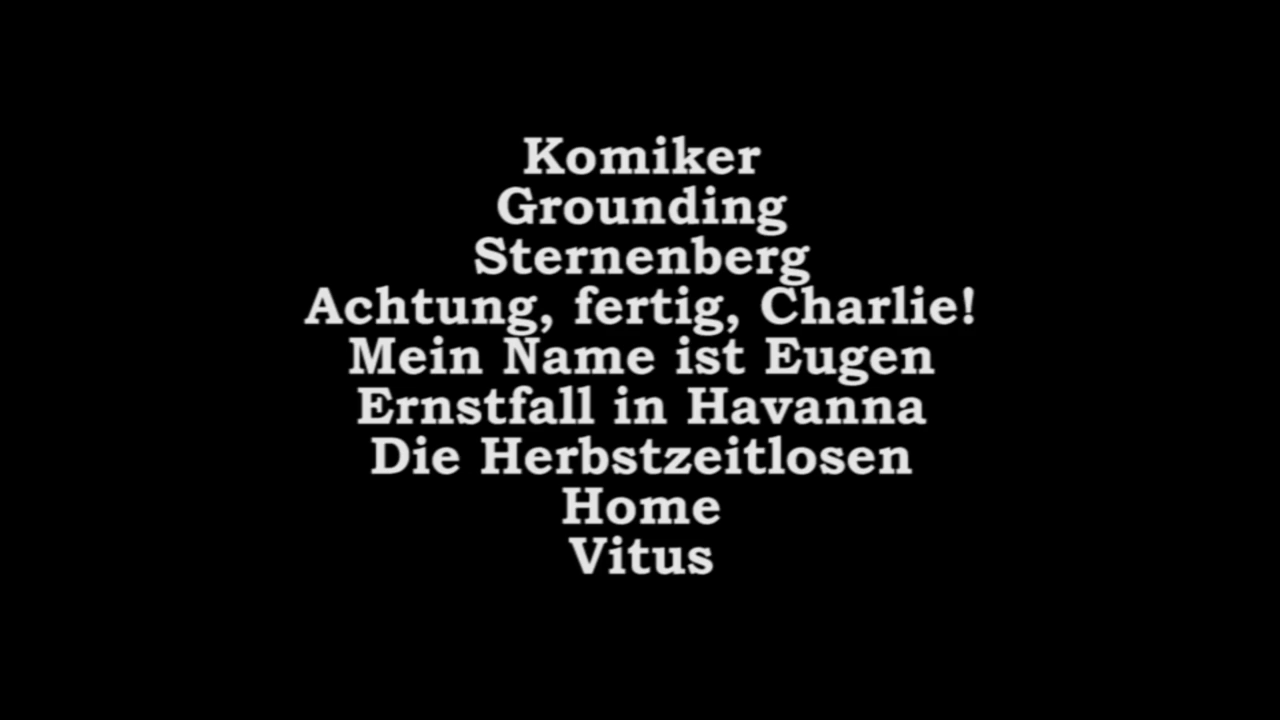 Komiker
Grounding
Sternenberg
Achtung, fertig, Charlie!
Mein Name ist Eugen
Ernstfall in Havanna
Die Herbstzeitlosen
Home
Vitus